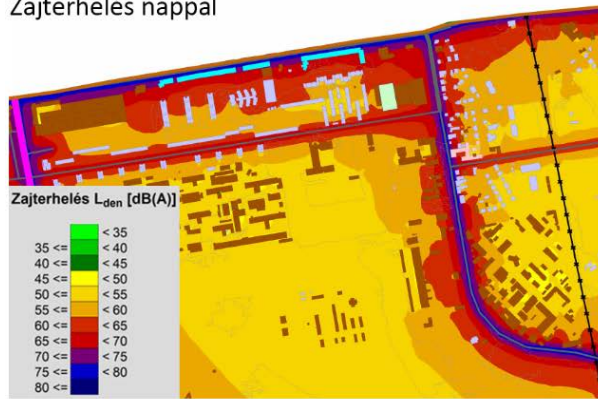 Zajterhelés nappal
Zajterhelés L_den [dB(A)]
< 35
35 <= < 40
40 <= < 45
45 <= < 50
50 <= < 55
55 <= < 60
60 <= < 65
65 <= < 70
70 <= < 75
75 <= < 80
80 <=